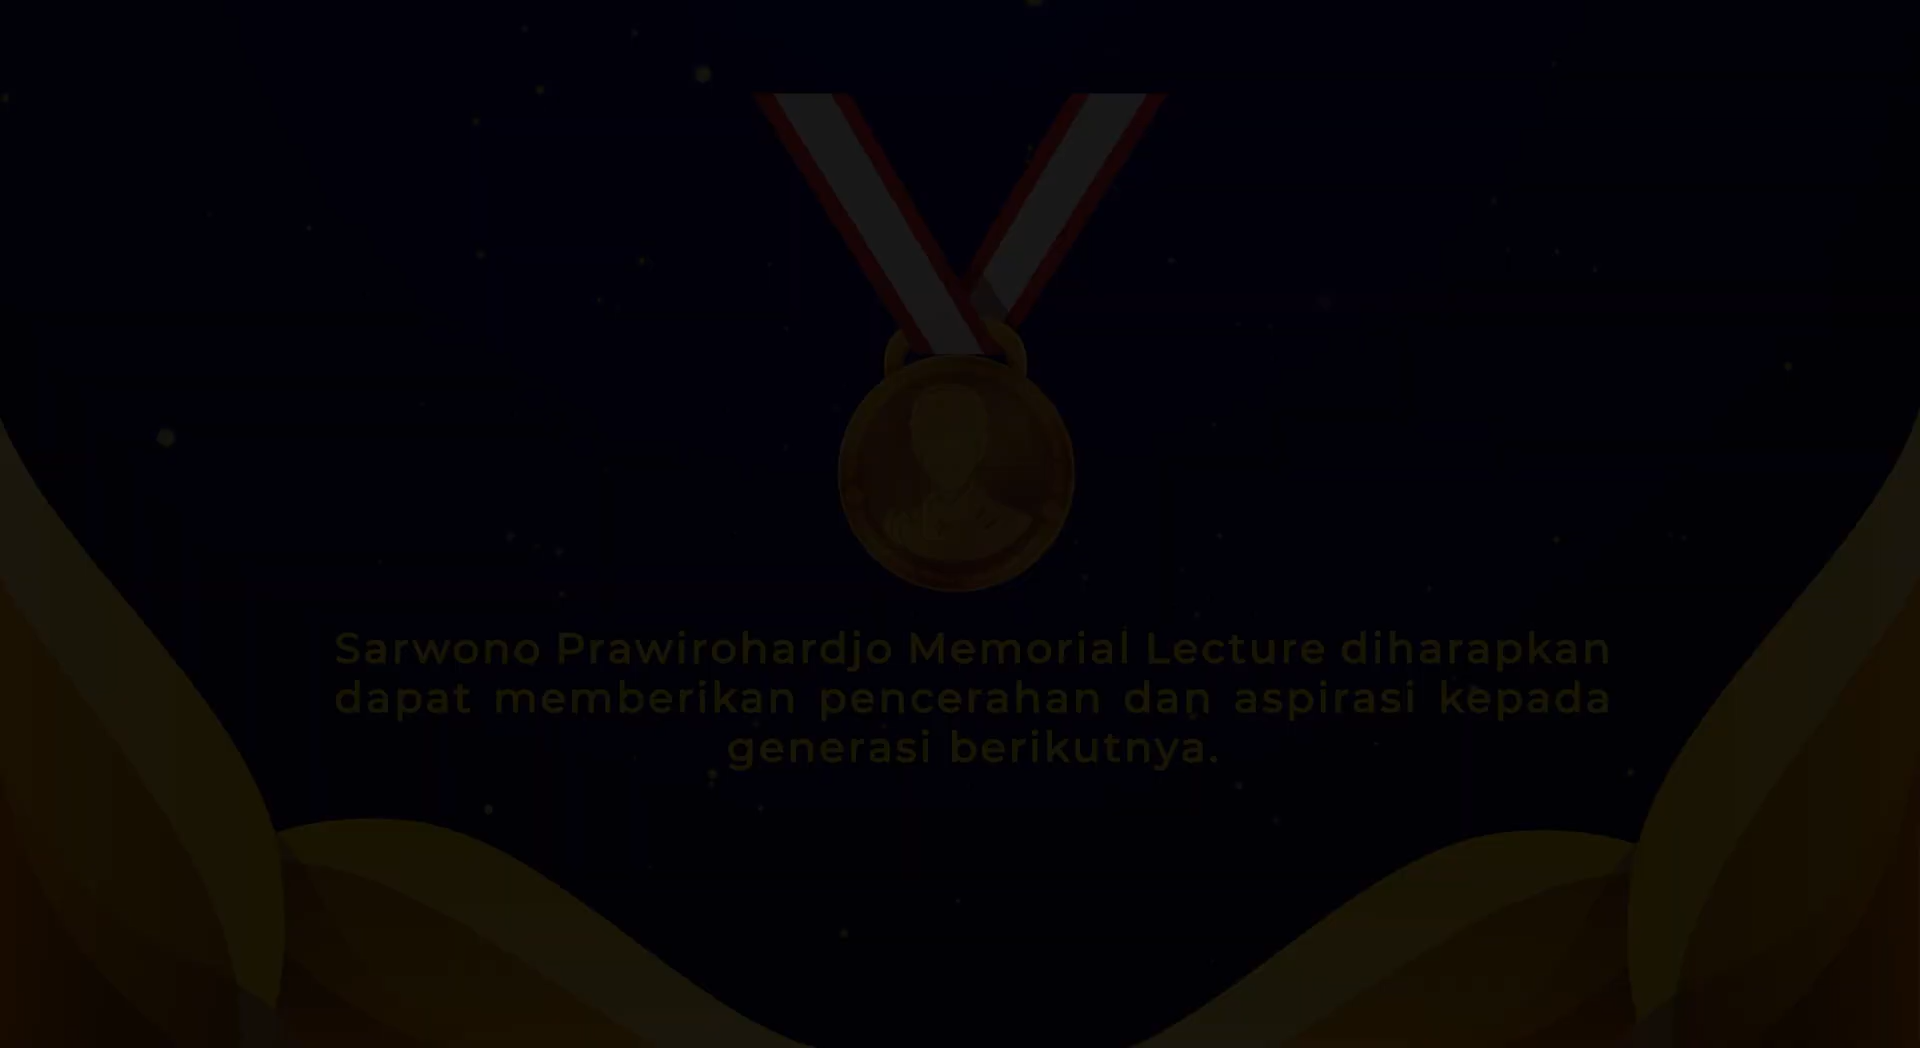 Sarwono Prawirohardjo Memorial Lecture diharapkan
dapat memberikan pencerahan dan aspirasi kepada
generasi berikutnya.